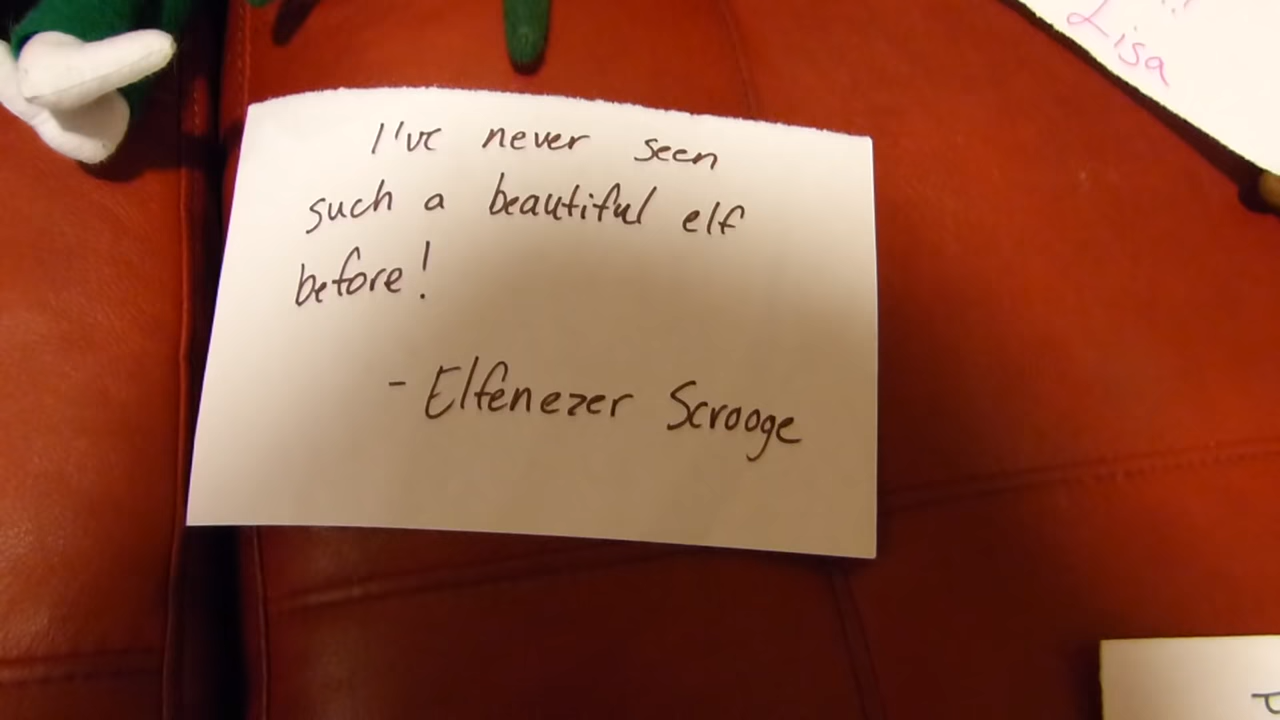 I've never seen
such a beautiful elf
before!
- Elfenezer Scrooge
!!
Lisa